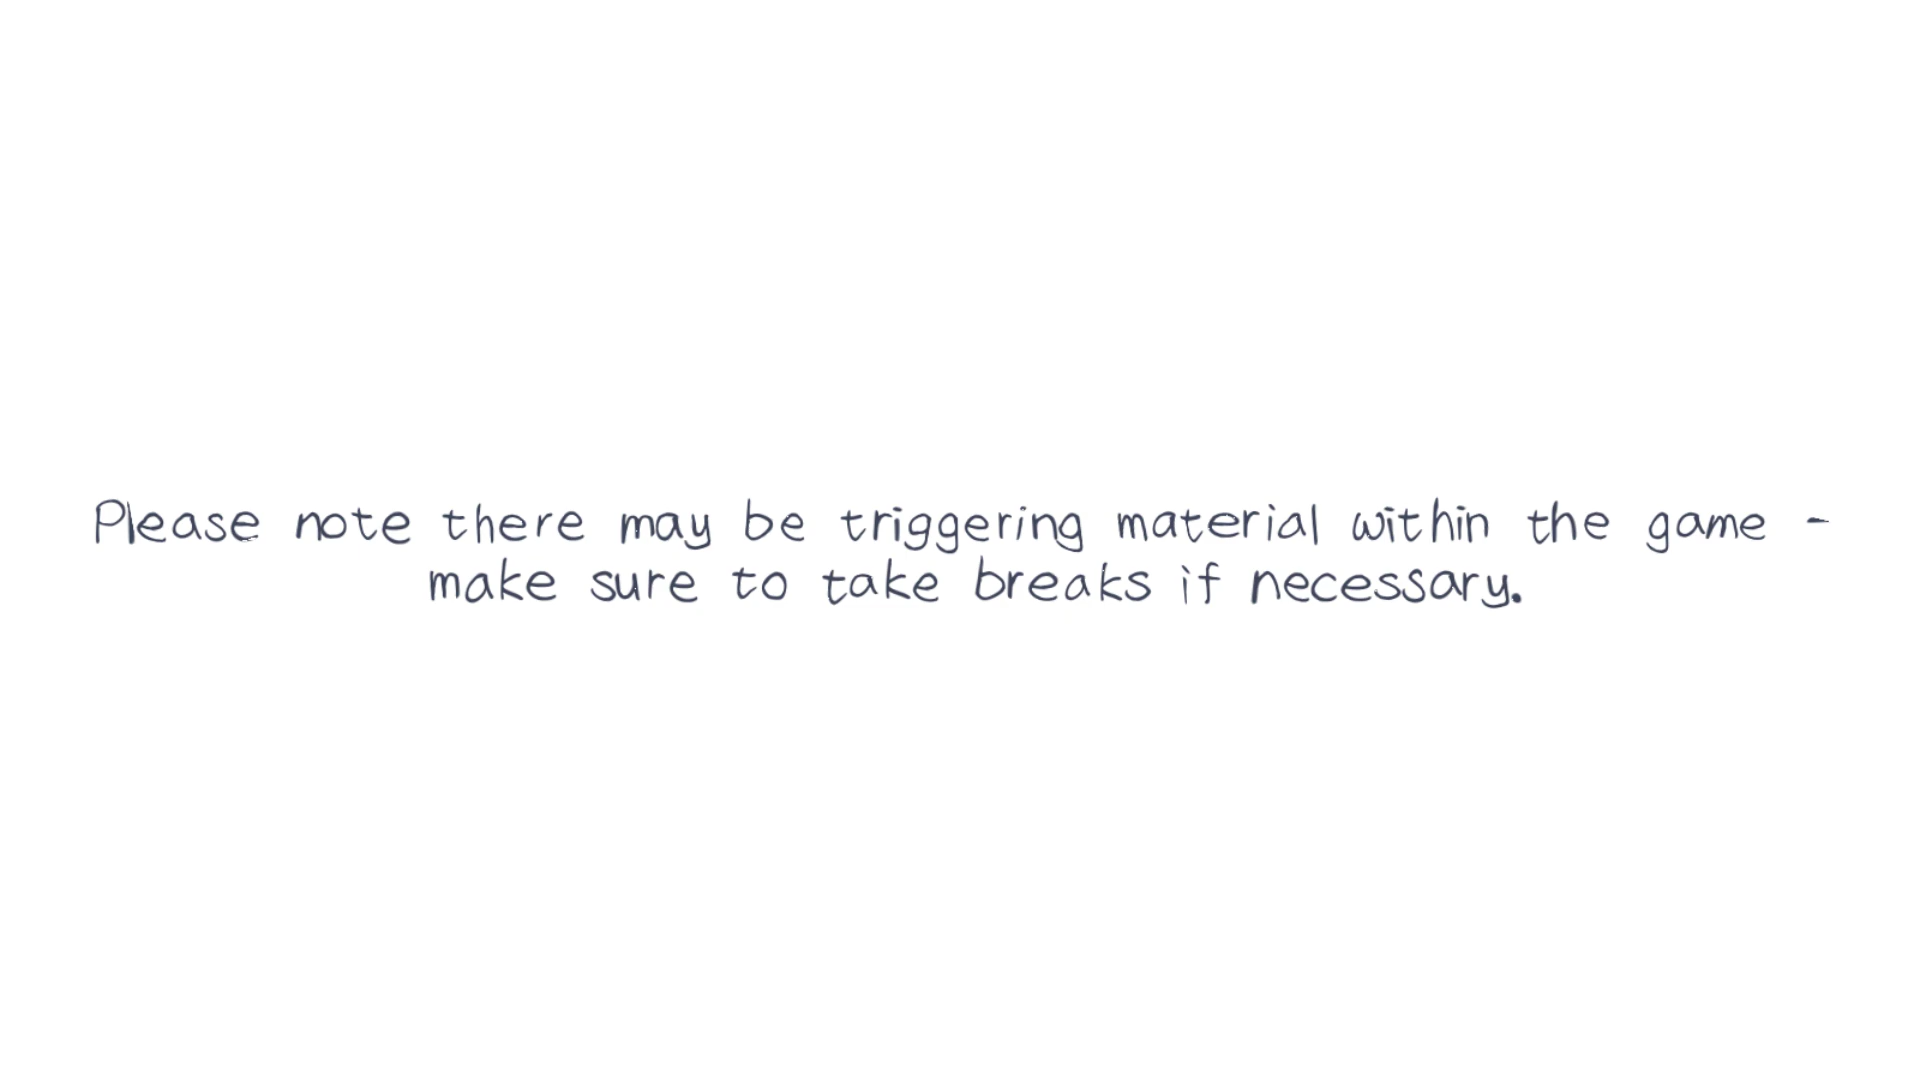 Please note there may be triggering material within the game -
make sure to take breaks if necessary.